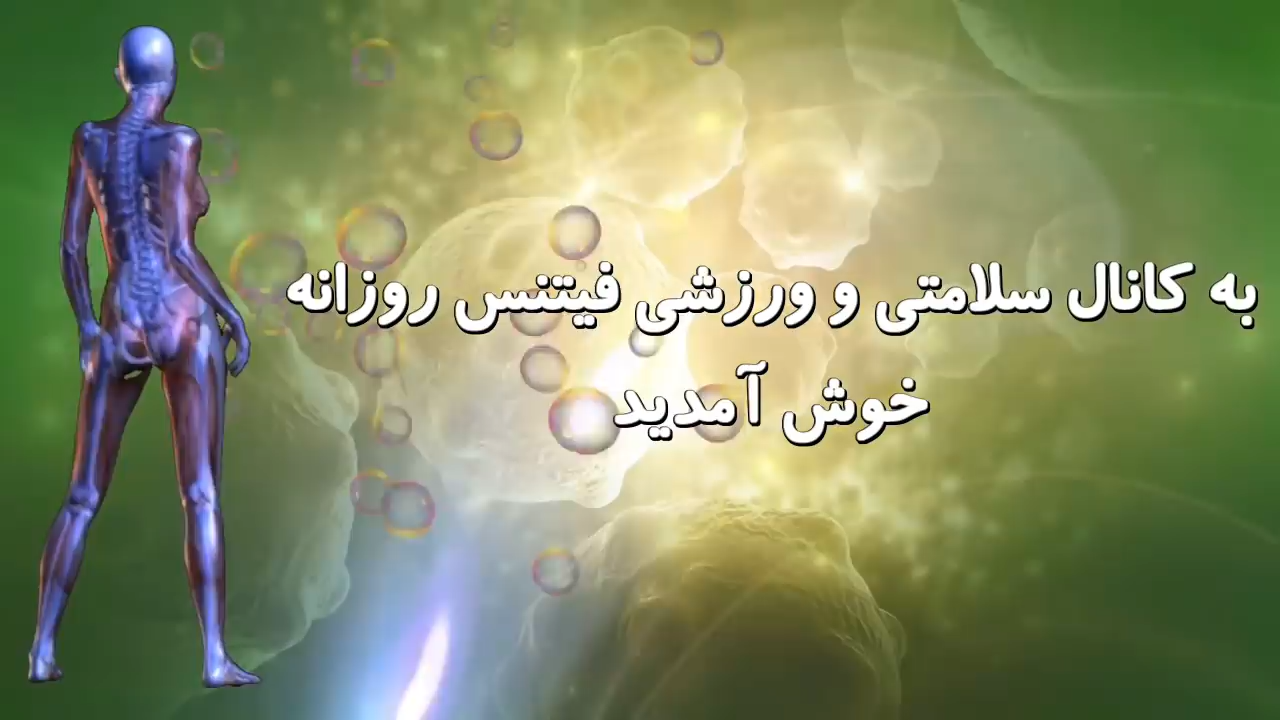 به کانال سلامتی و ورزشی فیتنس روزانه
خوش آمدید